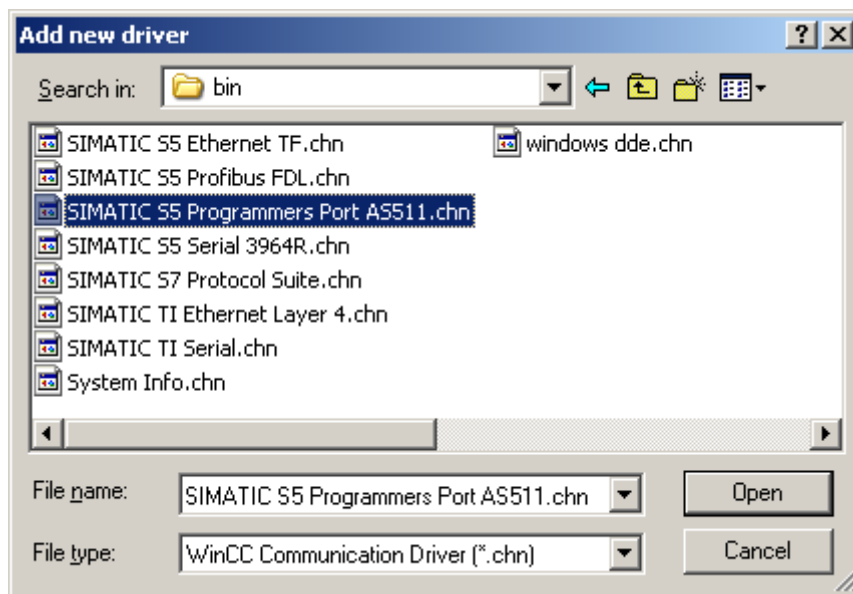 Add new driver
Search in: bin
SIMATIC S5 Ethernet TF.chn
SIMATIC S5 Profibus FDL.chn
SIMATIC S5 Programmers Port AS511.chn
SIMATIC S5 Serial 3964R.chn
SIMATIC S7 Protocol Suite.chn
SIMATIC TI Ethernet Layer 4.chn
SIMATIC TI Serial.chn
System Info.chn
windows dde.chn
File name: SIMATIC S5 Programmers Port AS511.chn Open
File type: WinCC Communication Driver (*.chn) Cancel